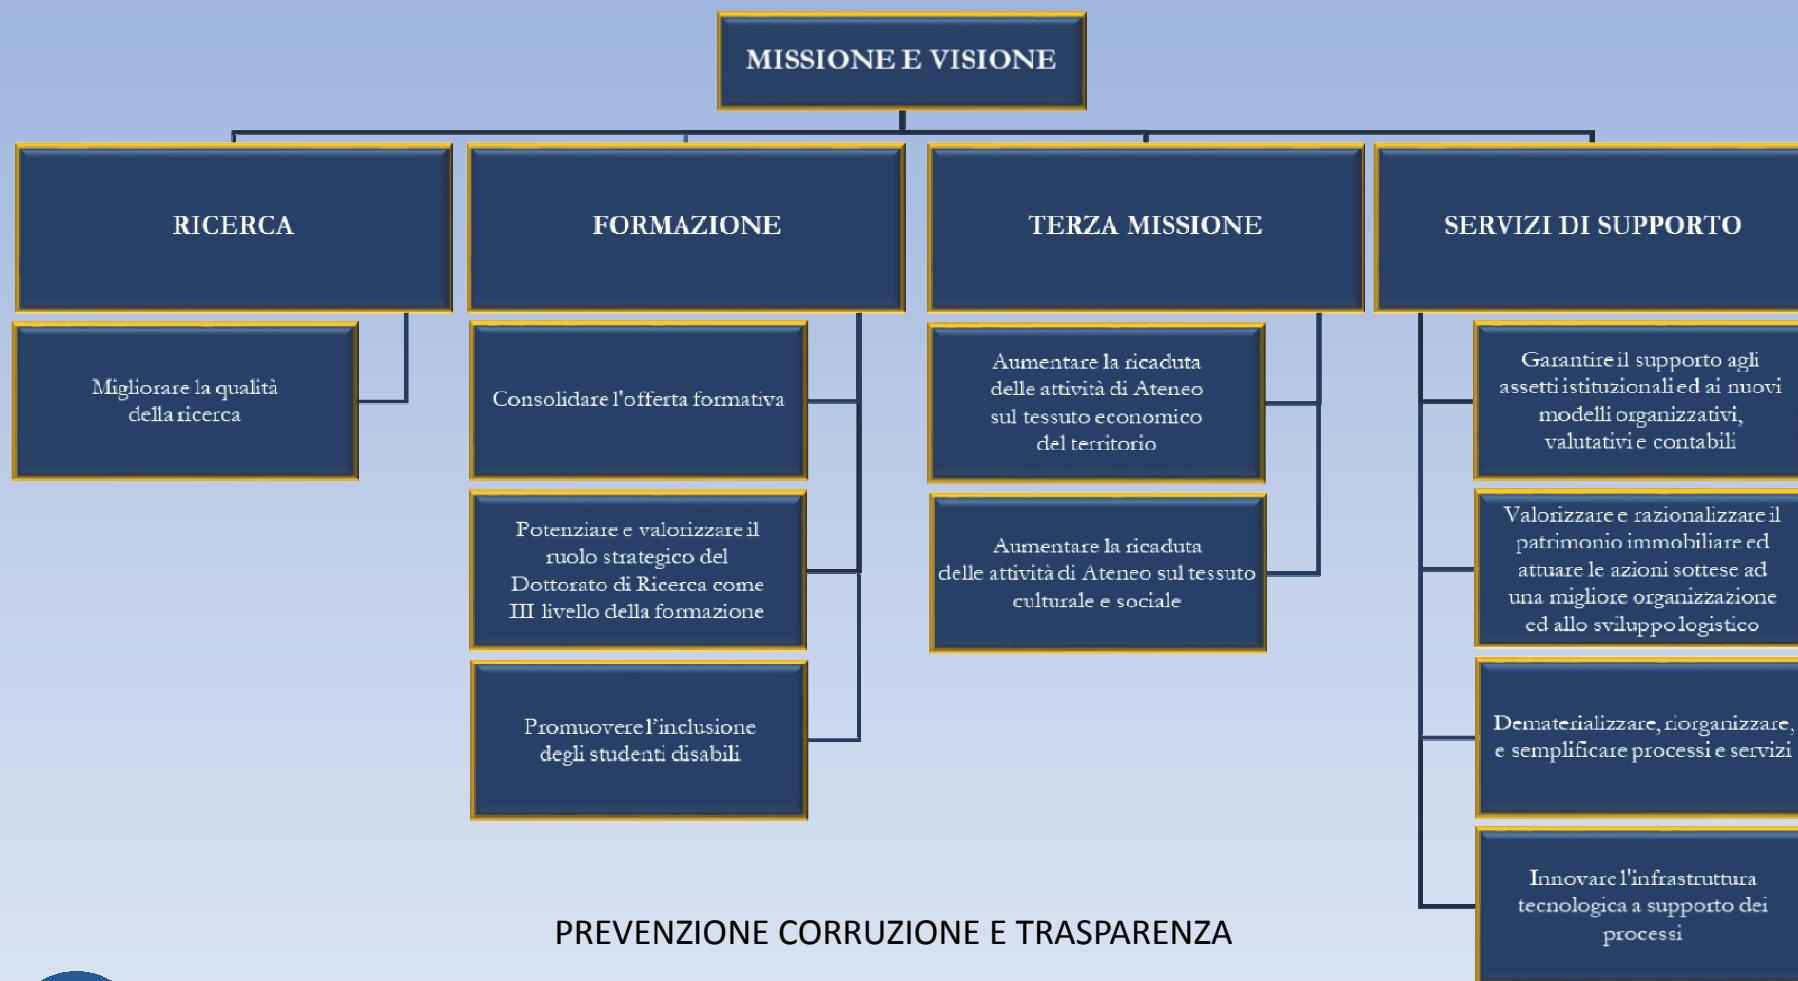 MISSIONE E VISIONE
RICERCA
Migliorare la qualità
della ricerca
FORMAZIONE
Consolidare l'offerta formativa
Potenziare e valorizzare il
ruolo strategico del
Dottorato di Ricerca come
III livello della formazione
Promuovere l’inclusione
degli studenti disabili
TERZA MISSIONE
Aumentare la ricaduta
delle attività di Ateneo
sul tessuto economico
del territorio
Aumentare la ricaduta
delle attività di Ateneo sul tessuto
culturale e sociale
SERVIZI DI SUPPORTO
Garantire il supporto agli
assetti istituzionali ed ai nuovi
modelli organizzativi,
valutativi e contabili
Valorizzare e razionalizzare il
patrimonio immobiliare ed
attuare le azioni sottese ad
una migliore organizzazione
ed allo sviluppo logistico
Dematerializzare, riorganizzare,
e semplificare processi e servizi
Innovare l'infrastruttura
tecnologica a supporto dei
processi
PREVENZIONE CORRUZIONE E TRASPARENZA